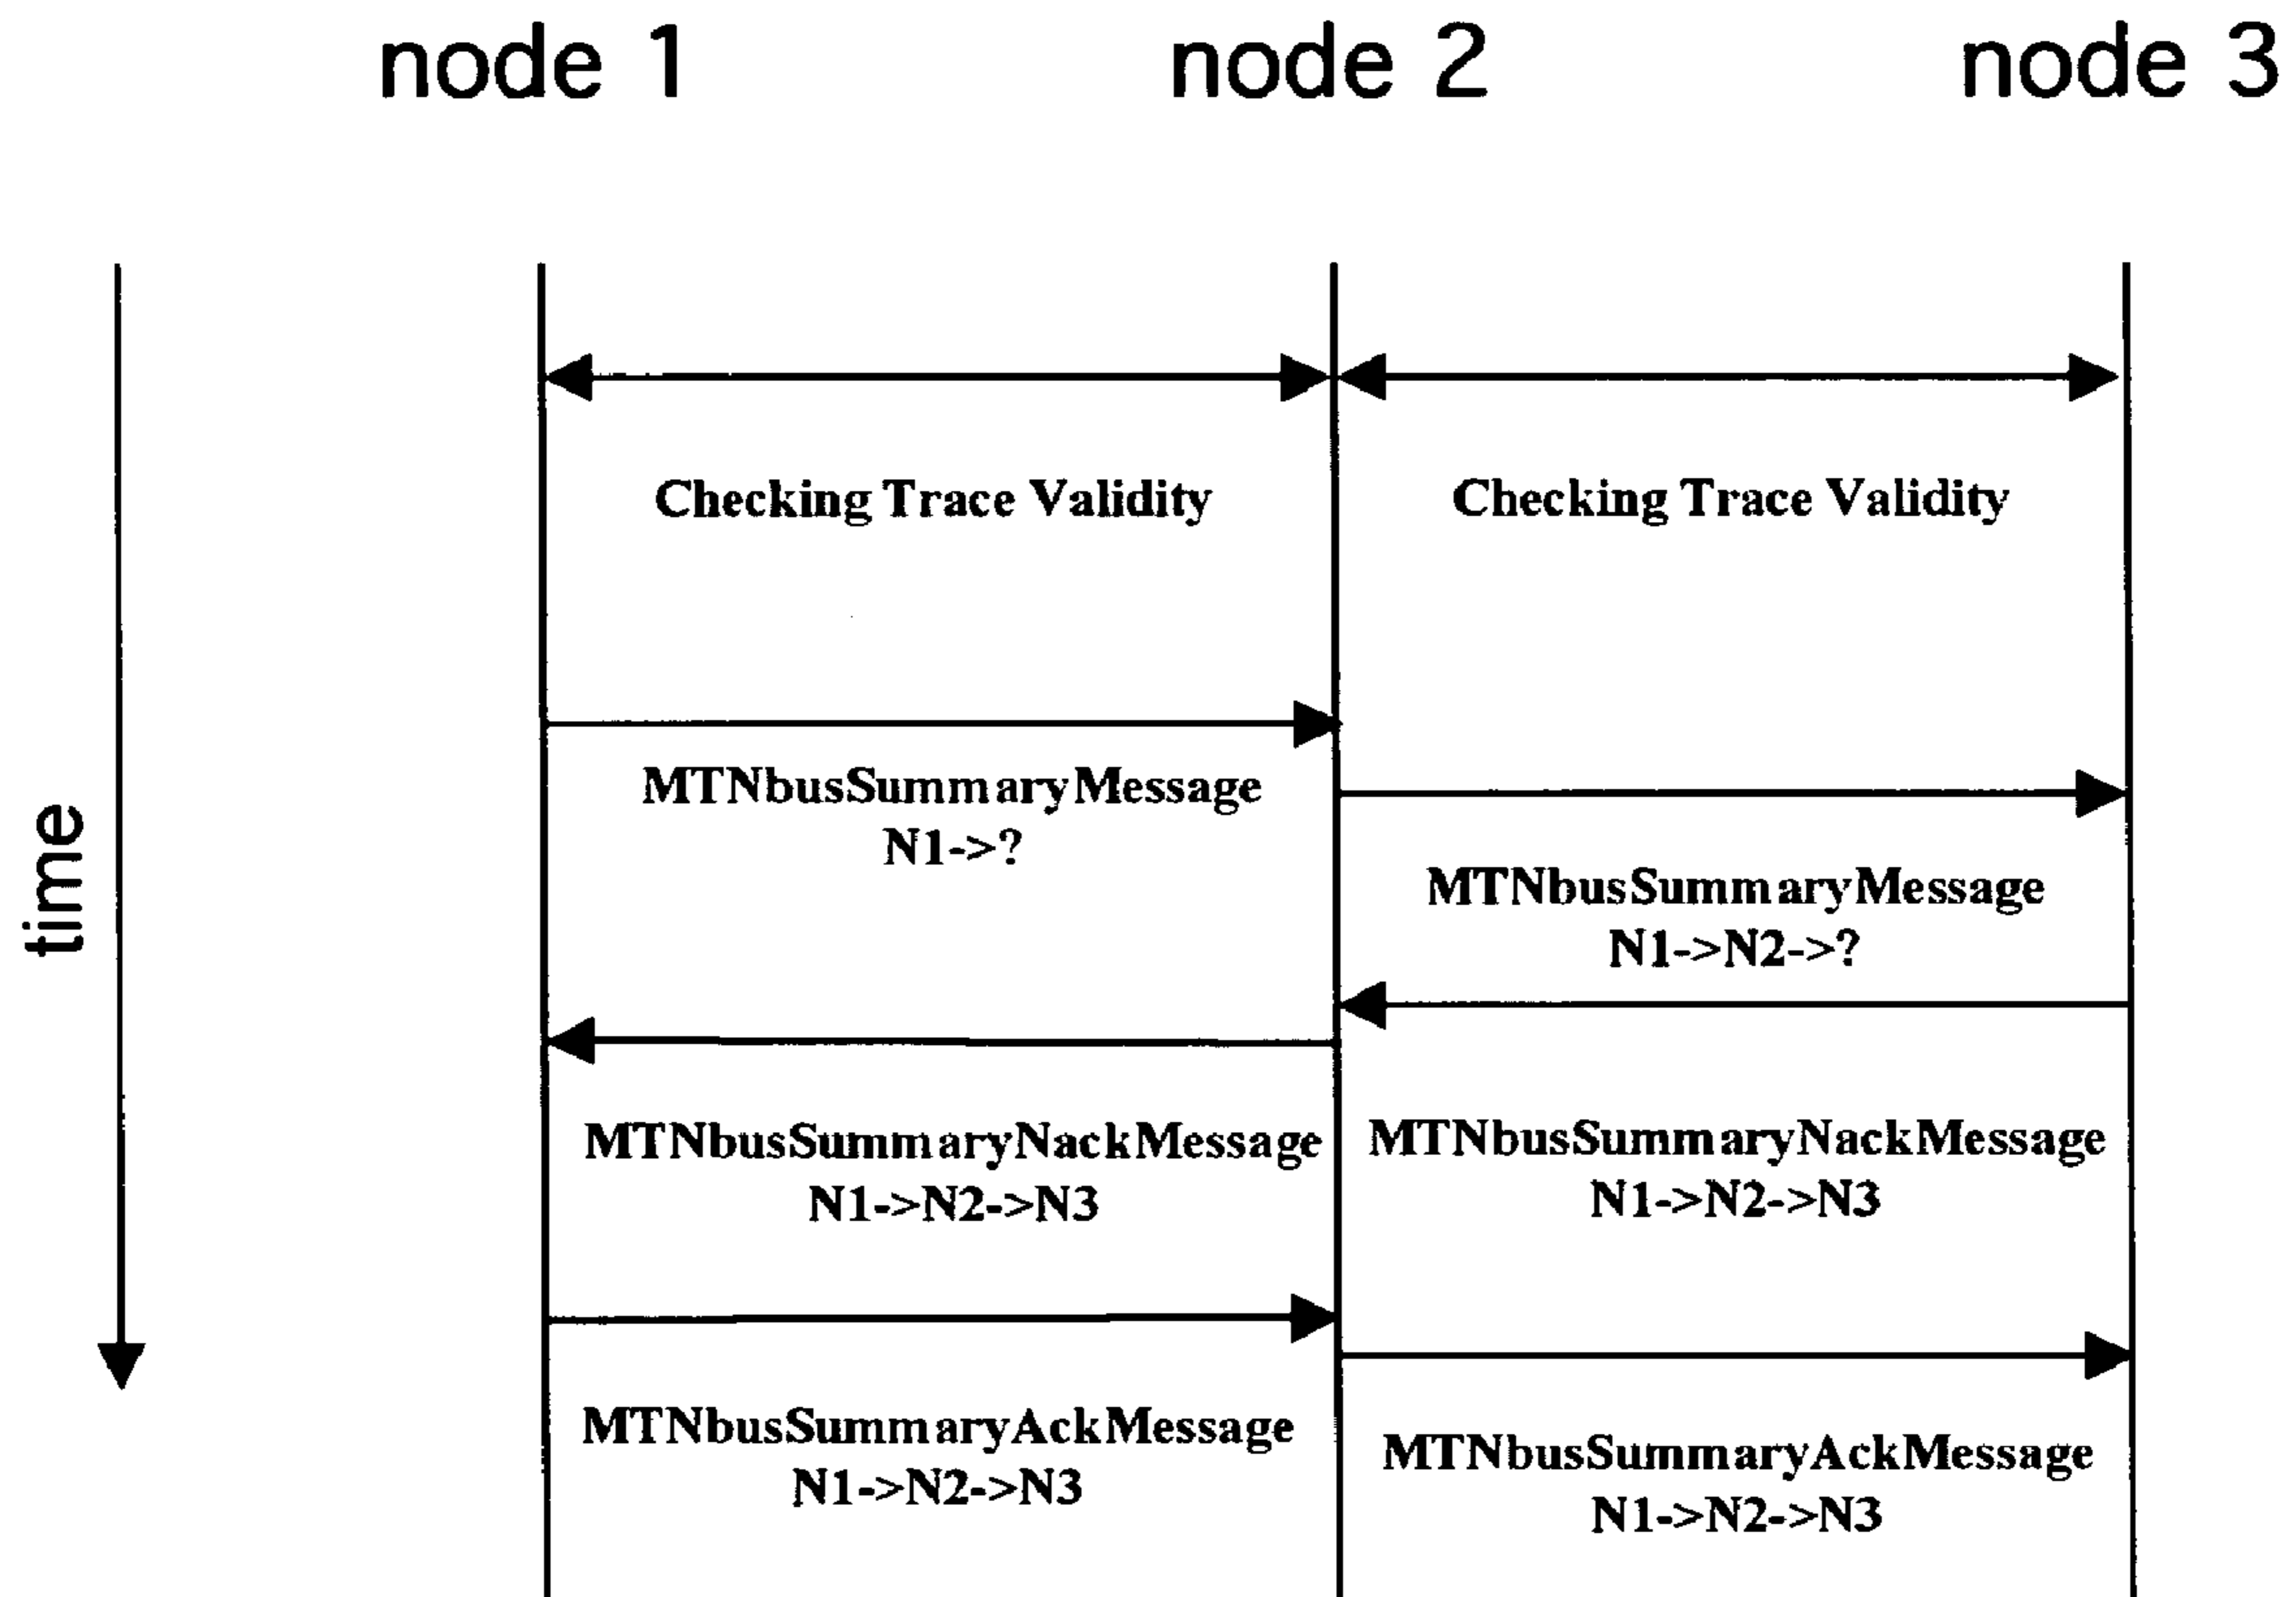 node 1
node 2
node 3
Checking Trace Validity
Checking Trace Validity
time
MTNbusSummaryMessage
N1->?
MTNbusSummaryMessage
N1->N2->?
MTNbusSummaryNackMessage
N1->N2->N3
MTNbusSummaryNackMessage
N1->N2->N3
MTNbusSummaryAckMessage
N1->N2->N3
MTNbusSummaryAckMessage
N1->N2->N3